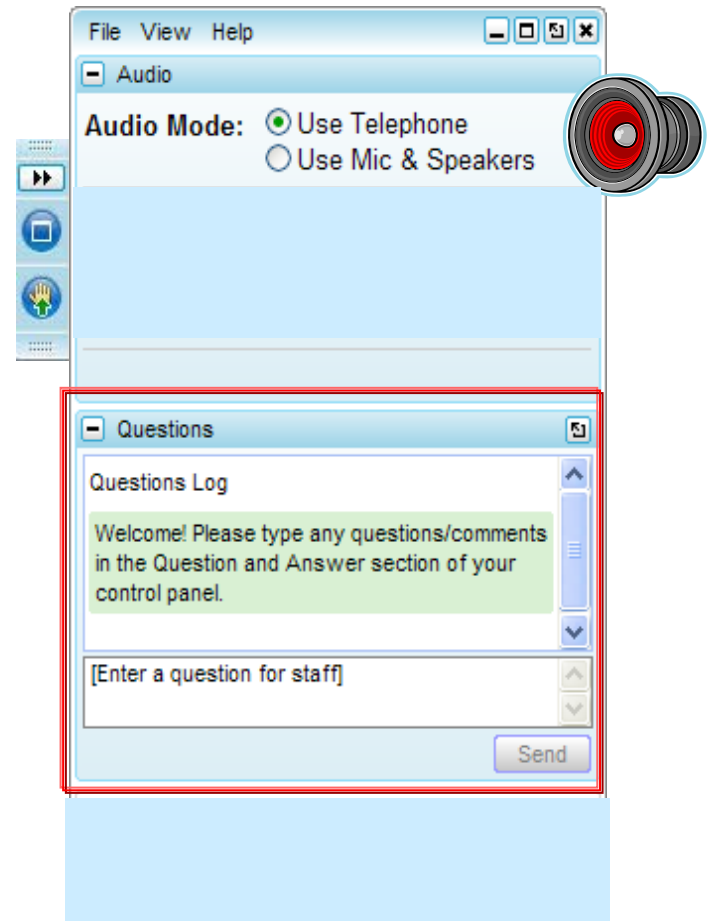 File View Help
Audio
Audio Mode:
Use Telephone
Use Mic & Speakers
Questions
Questions Log
Welcome! Please type any questions/comments
in the Question and Answer section of your
control panel.
[Enter a question for staff]
Send